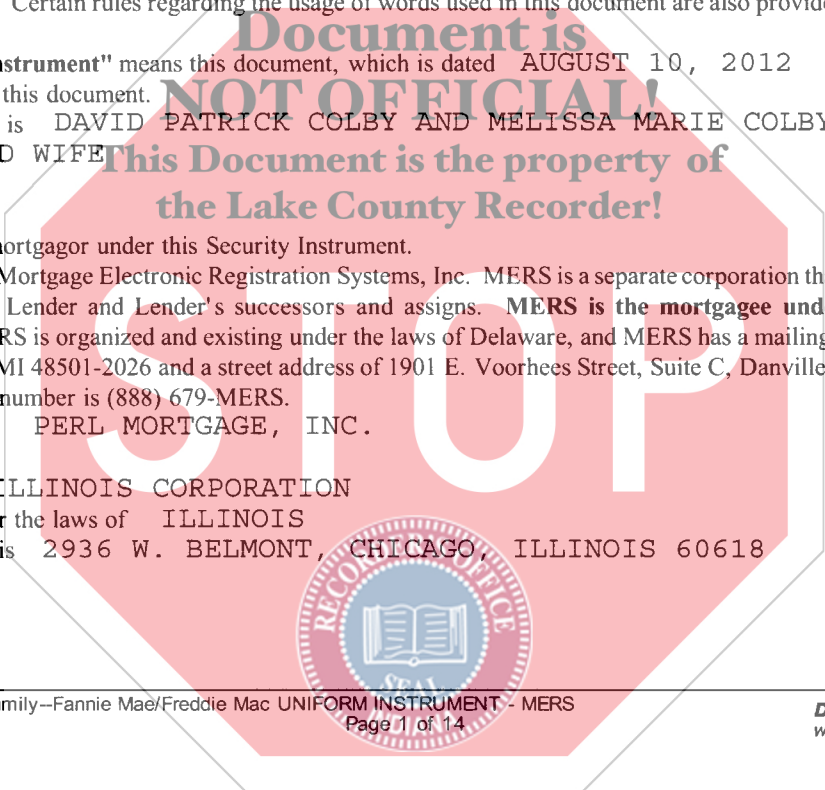 Certain rules regarding the usage of words used in this document are also provide
Document is
strument" means this document, which is dated AUGUST 10, 2012
this document.
NOT OFFICIAL!
is DAVID PATRICK COLBY AND MELISSA MARIE COLBY
D WIFE
This Document is the property of
the Lake County Recorder!
ortgagor under this Security Instrument.
Mortgage Electronic Registration Systems, Inc. MERS is a separate corporation th
Lender and Lender's successors and assigns. MERS is the mortgagee und
RS is organized and existing under the laws of Delaware, and MERS has a mailing
MI 48501-2026 and a street address of 1901 E. Voorhees Street, Suite C, Danville
number is (888) 679-MERS.
STOP
PERL MORTGAGE, INC.
ILLINOIS CORPORATION
r the laws of ILLINOIS
is 2936 W. BELMONT, CHICAGO, ILLINOIS 60618
RECORDING OFFICE
SEAL
INDIANA
mily--Fannie Mae/Freddie Mac UNIFORM INSTRUMENT - MERS
Page 1 of 14
D
w